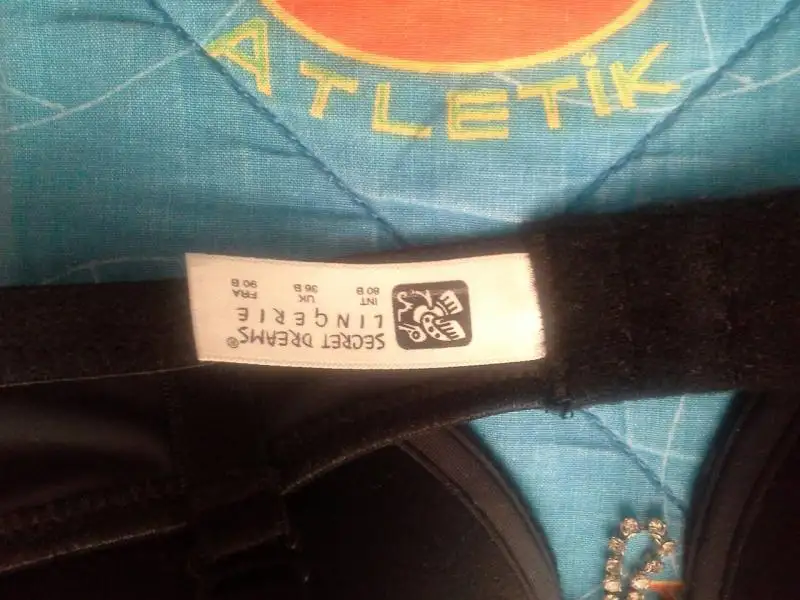 ATLETİK
SECRET DREAMS®
LINGERIE
INT UK FRA
80 B 36 B 90 B